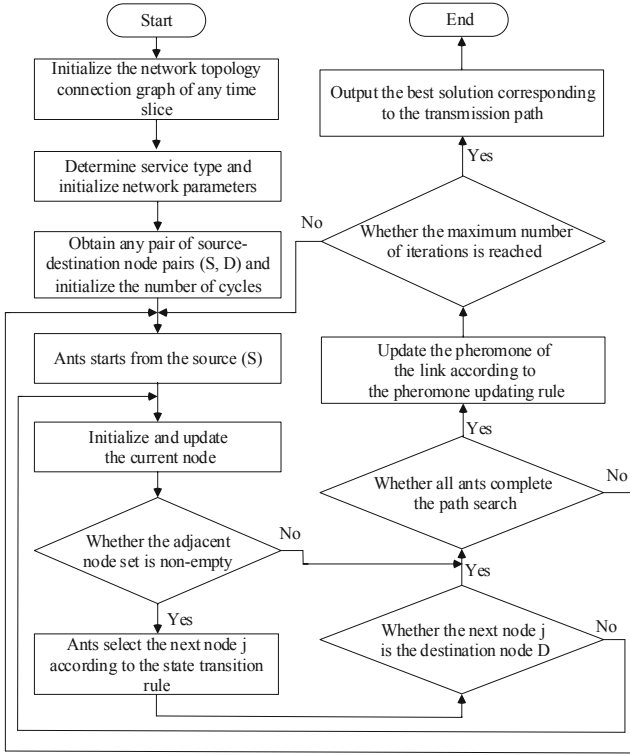 Start
Initialize the network topology
connection graph of any time
slice
Determine service type and
initialize network parameters
Obtain any pair of source-
destination node pairs (S, D) and
initialize the number of cycles
Ants starts from the source (S)
Initialize and update
the current node
Whether the adjacent
node set is non-empty
No
Yes
Ants select the next node j
according to the state transition
rule
End
Output the best solution corresponding
to the transmission path
Yes
No
Whether the maximum number
of iterations is reached
Update the pheromone of
the link according to
the pheromone updating rule
Yes
No
Whether all ants complete
the path search
Yes
No
Whether the next node j
is the destination node D